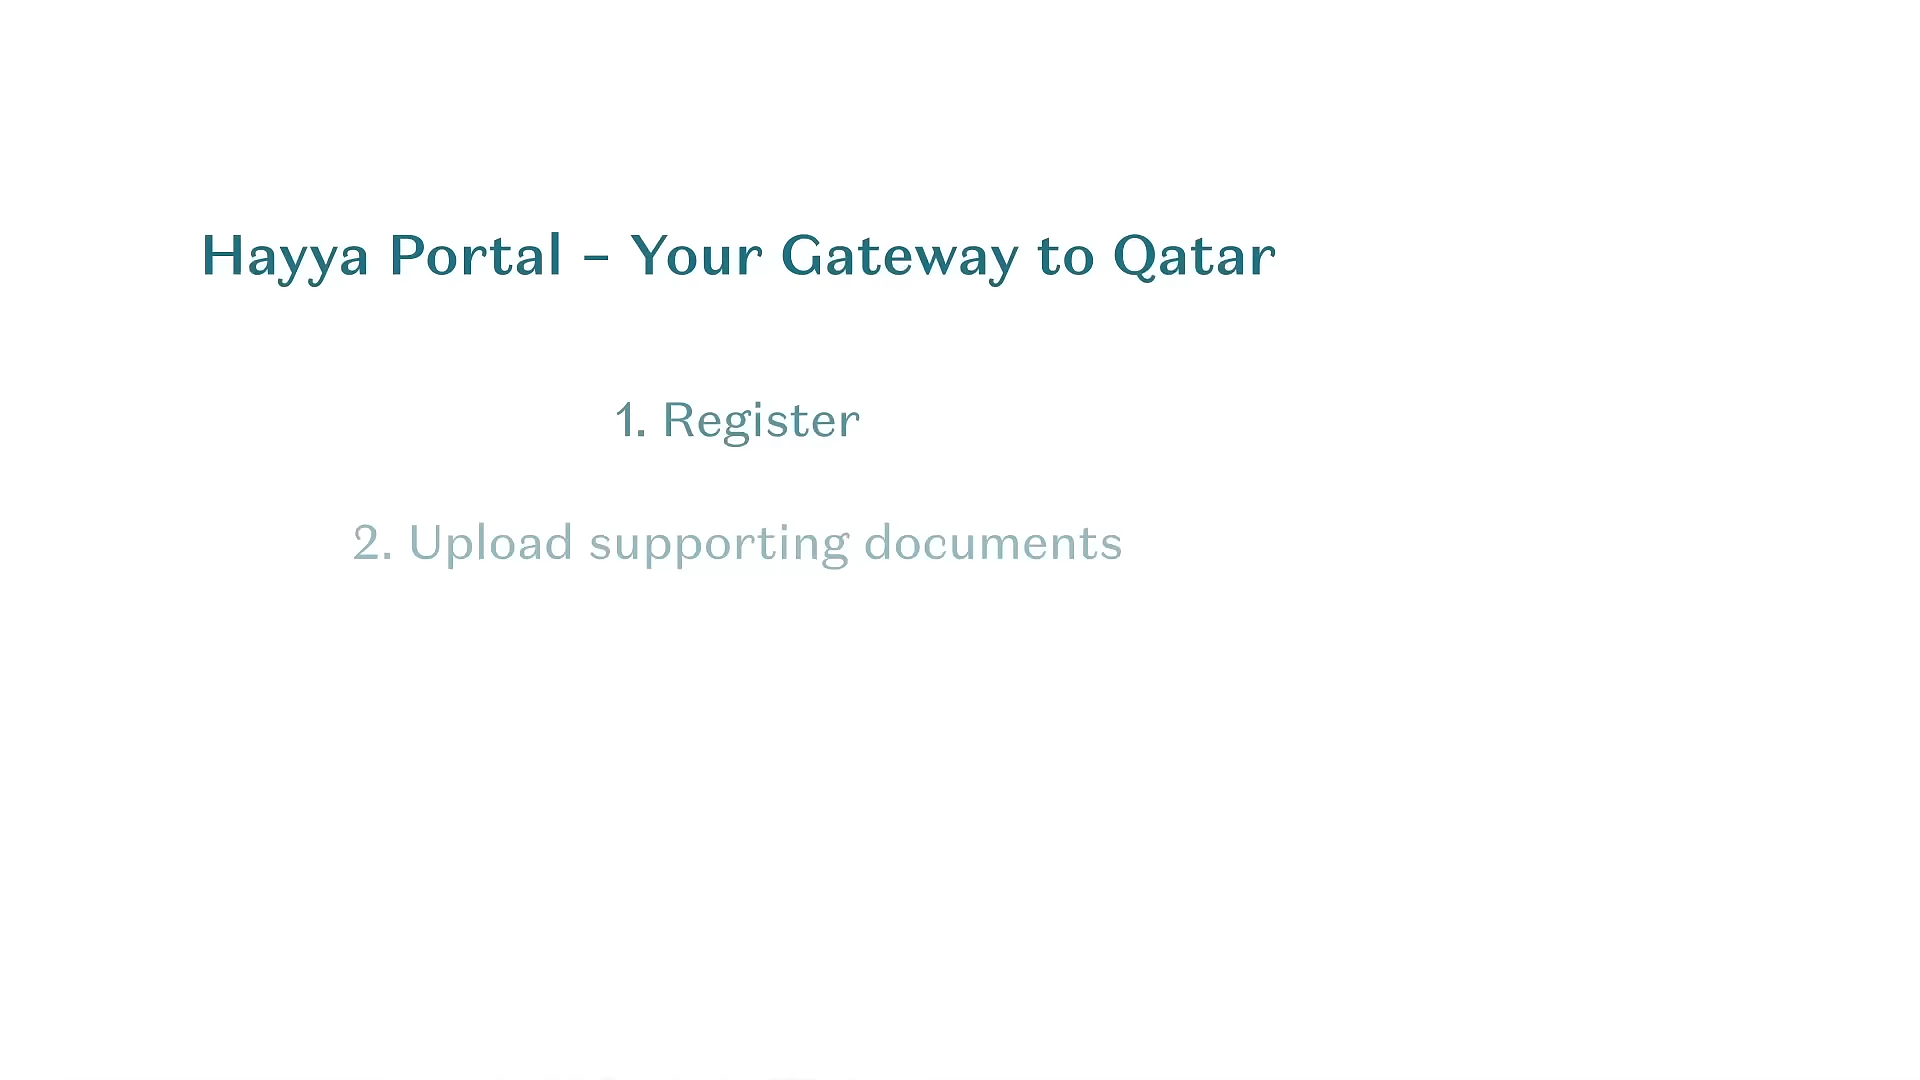 Hayya Portal – Your Gateway to Qatar
1. Register
2. Upload supporting documents